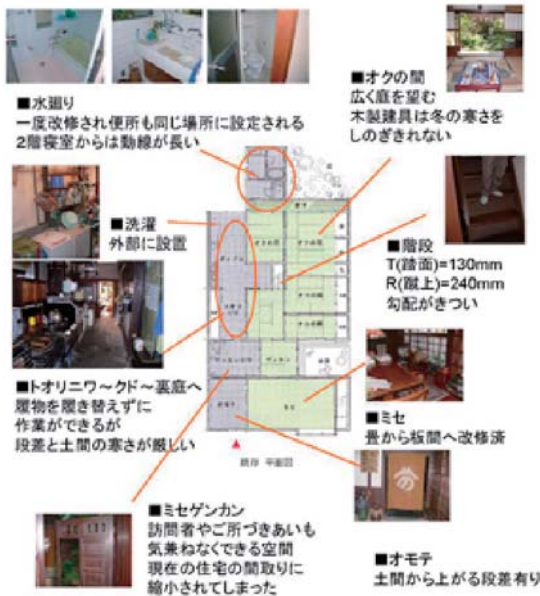 ■水廻り
一度改修され便所も同じ場所に設定される
2階寝室からは動線が長い
■オクの間
広く庭を望む
木製建具は冬の寒さを
しのぎきれない
■洗濯
外部に設置
■階段
T(踏面)=130mm
R(蹴上)=240mm
勾配がきつい
■トオリニワ~クド~裏庭へ
履物を履き替えずに
作業ができるが
段差と土間の寒さが厳しい
■ミセ
畳から板間へ改修済
既存 平面図
■ミセゲンカン
訪問者やご所づきあいも
気兼ねなくできる空間
現在の住宅の間取りに
縮小されてしまった
■オモテ
土間から上がる段差有り